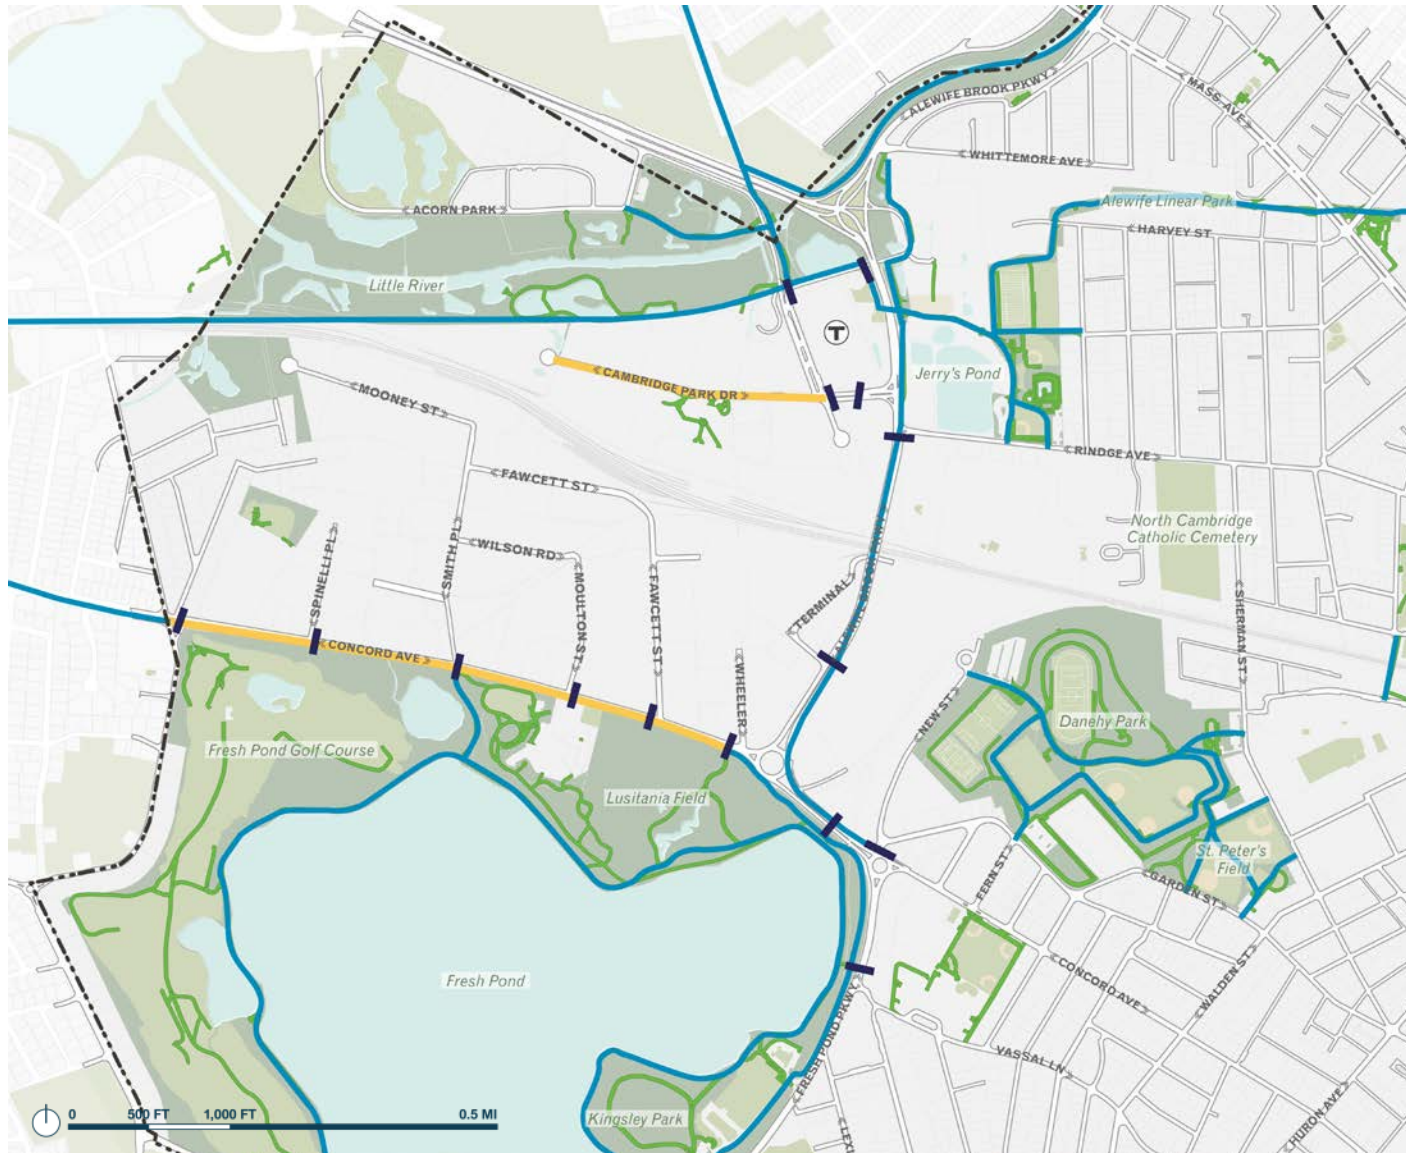 MASS AVE
ALEWIFE BROOK PKWY
WHITTEMORE AVE
Alewife Linear Park
ACORN PARK
HARVEY ST
Little River
T
CAMBRIDGE PARK DR
Jerry's Pond
MOONEY ST
RINDGE AVE
FAWCETT ST
North Cambridge
Catholic Cemetery
WILSON RD
SMITH PL
SPINELLI PL
MOULTON ST
FAWCETT ST
TERMINAL
ALEWIFE BROOK PKWY
SHERMAN ST
CONCORD AVE
WHEELER
NEW ST
Danehy Park
Fresh Pond Golf Course
Lusitania Field
St. Peter's
Field
FERN ST
GARDEN ST
Fresh Pond
CONCORD AVE
WALDEN ST
FRESH POND PKWY
VASSAL LN
Kingsley Park
HURON AVE
0 500 FT 1,000 FT 0.5 MI